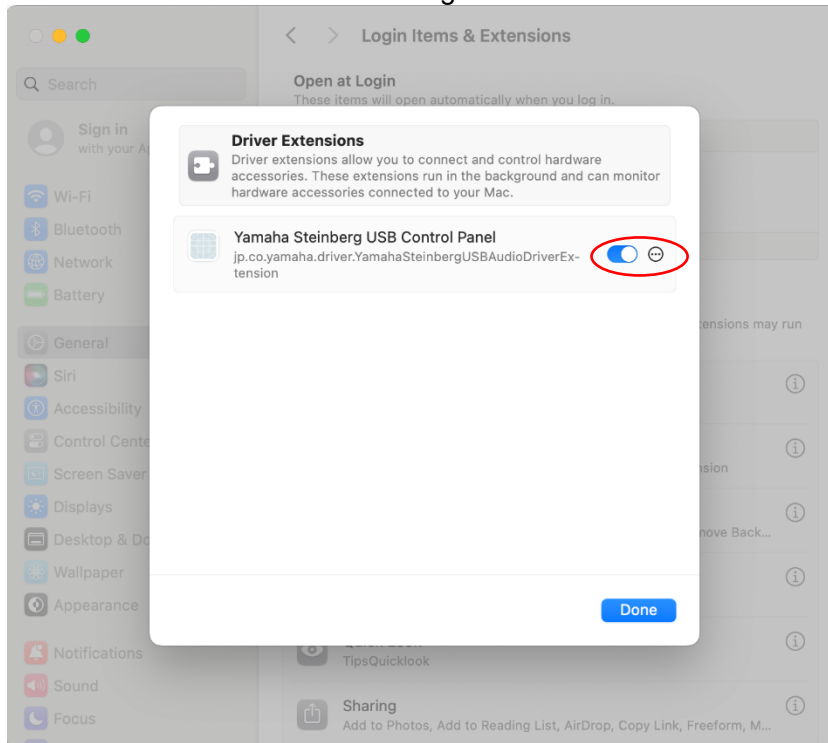 Login Items & Extensions
Search
Open at Login
These items will open automatically when you log in.
Sign in
with your A
Driver Extensions
Driver extensions allow you to connect and control hardware
accessories. These extensions run in the background and can monitor
hardware accessories connected to your Mac.
Wi-Fi
Bluetooth
Yamaha Steinberg USB Control Panel
jp.co.yamaha.driver.YamahaSteinbergUSBAudioDriverEx-
tension
Network
Battery
tensions may run
General
Siri
Accessibility
Control Cente
nsion
Screen Saver
Displays
move Back...
Desktop & Do
Wallpaper
Appearance
Done
Notifications
Quick Look
TipsQuicklook
Sound
Sharing
Add to Photos, Add to Reading List, AirDrop, Copy Link, Freeform, M...
Focus